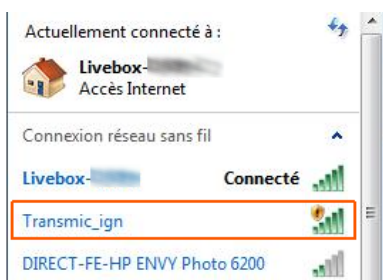 Actuellement connecté à :
Livebox-
Accès Internet
Connexion réseau sans fil
Livebox- Connecté
Transmic_ign
DIRECT-FE-HP ENVY Photo 6200